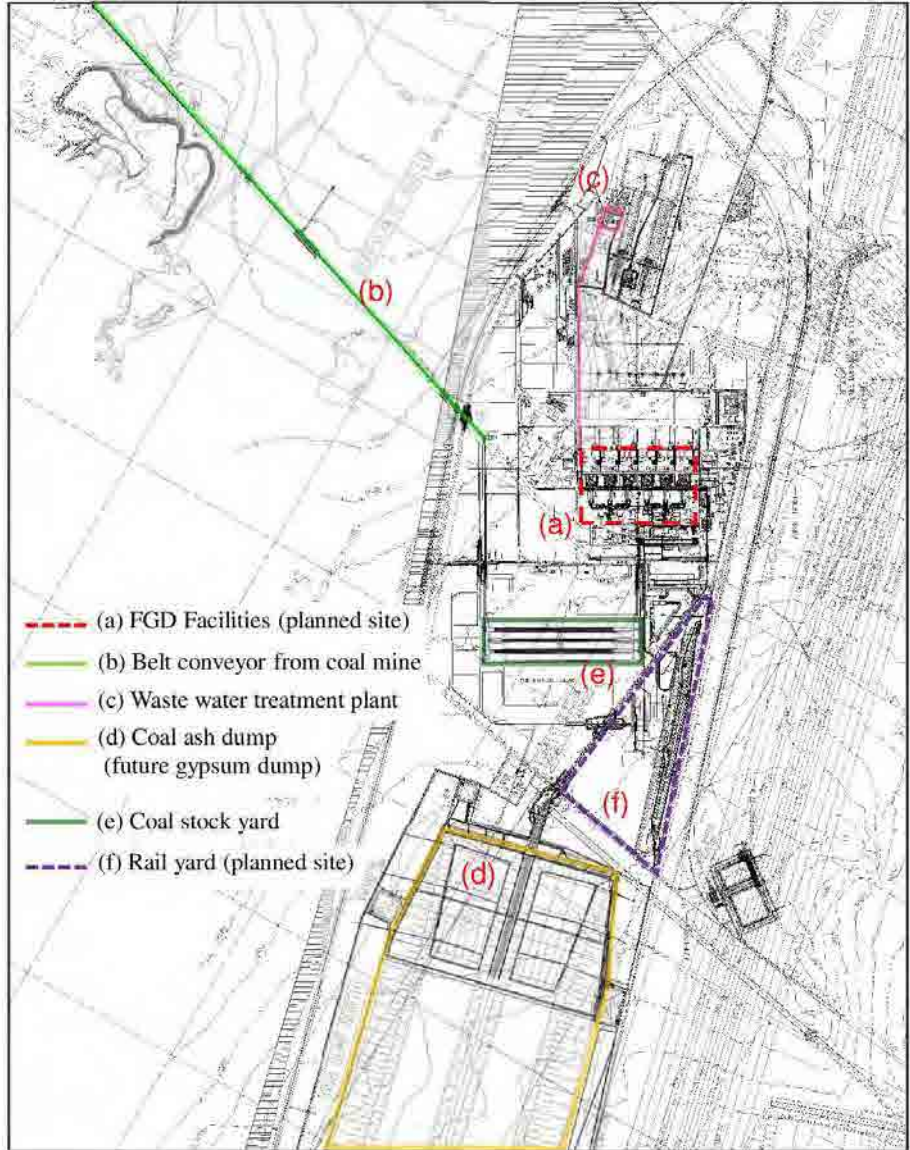 (c)
(b)
(a)
(a) FGD Facilities (planned site)
(b) Belt conveyor from coal mine
(c) Waste water treatment plant
(d) Coal ash dump
(future gypsum dump)
(e) Coal stock yard
(f) Rail yard (planned site)
(e)
(f)
(d)